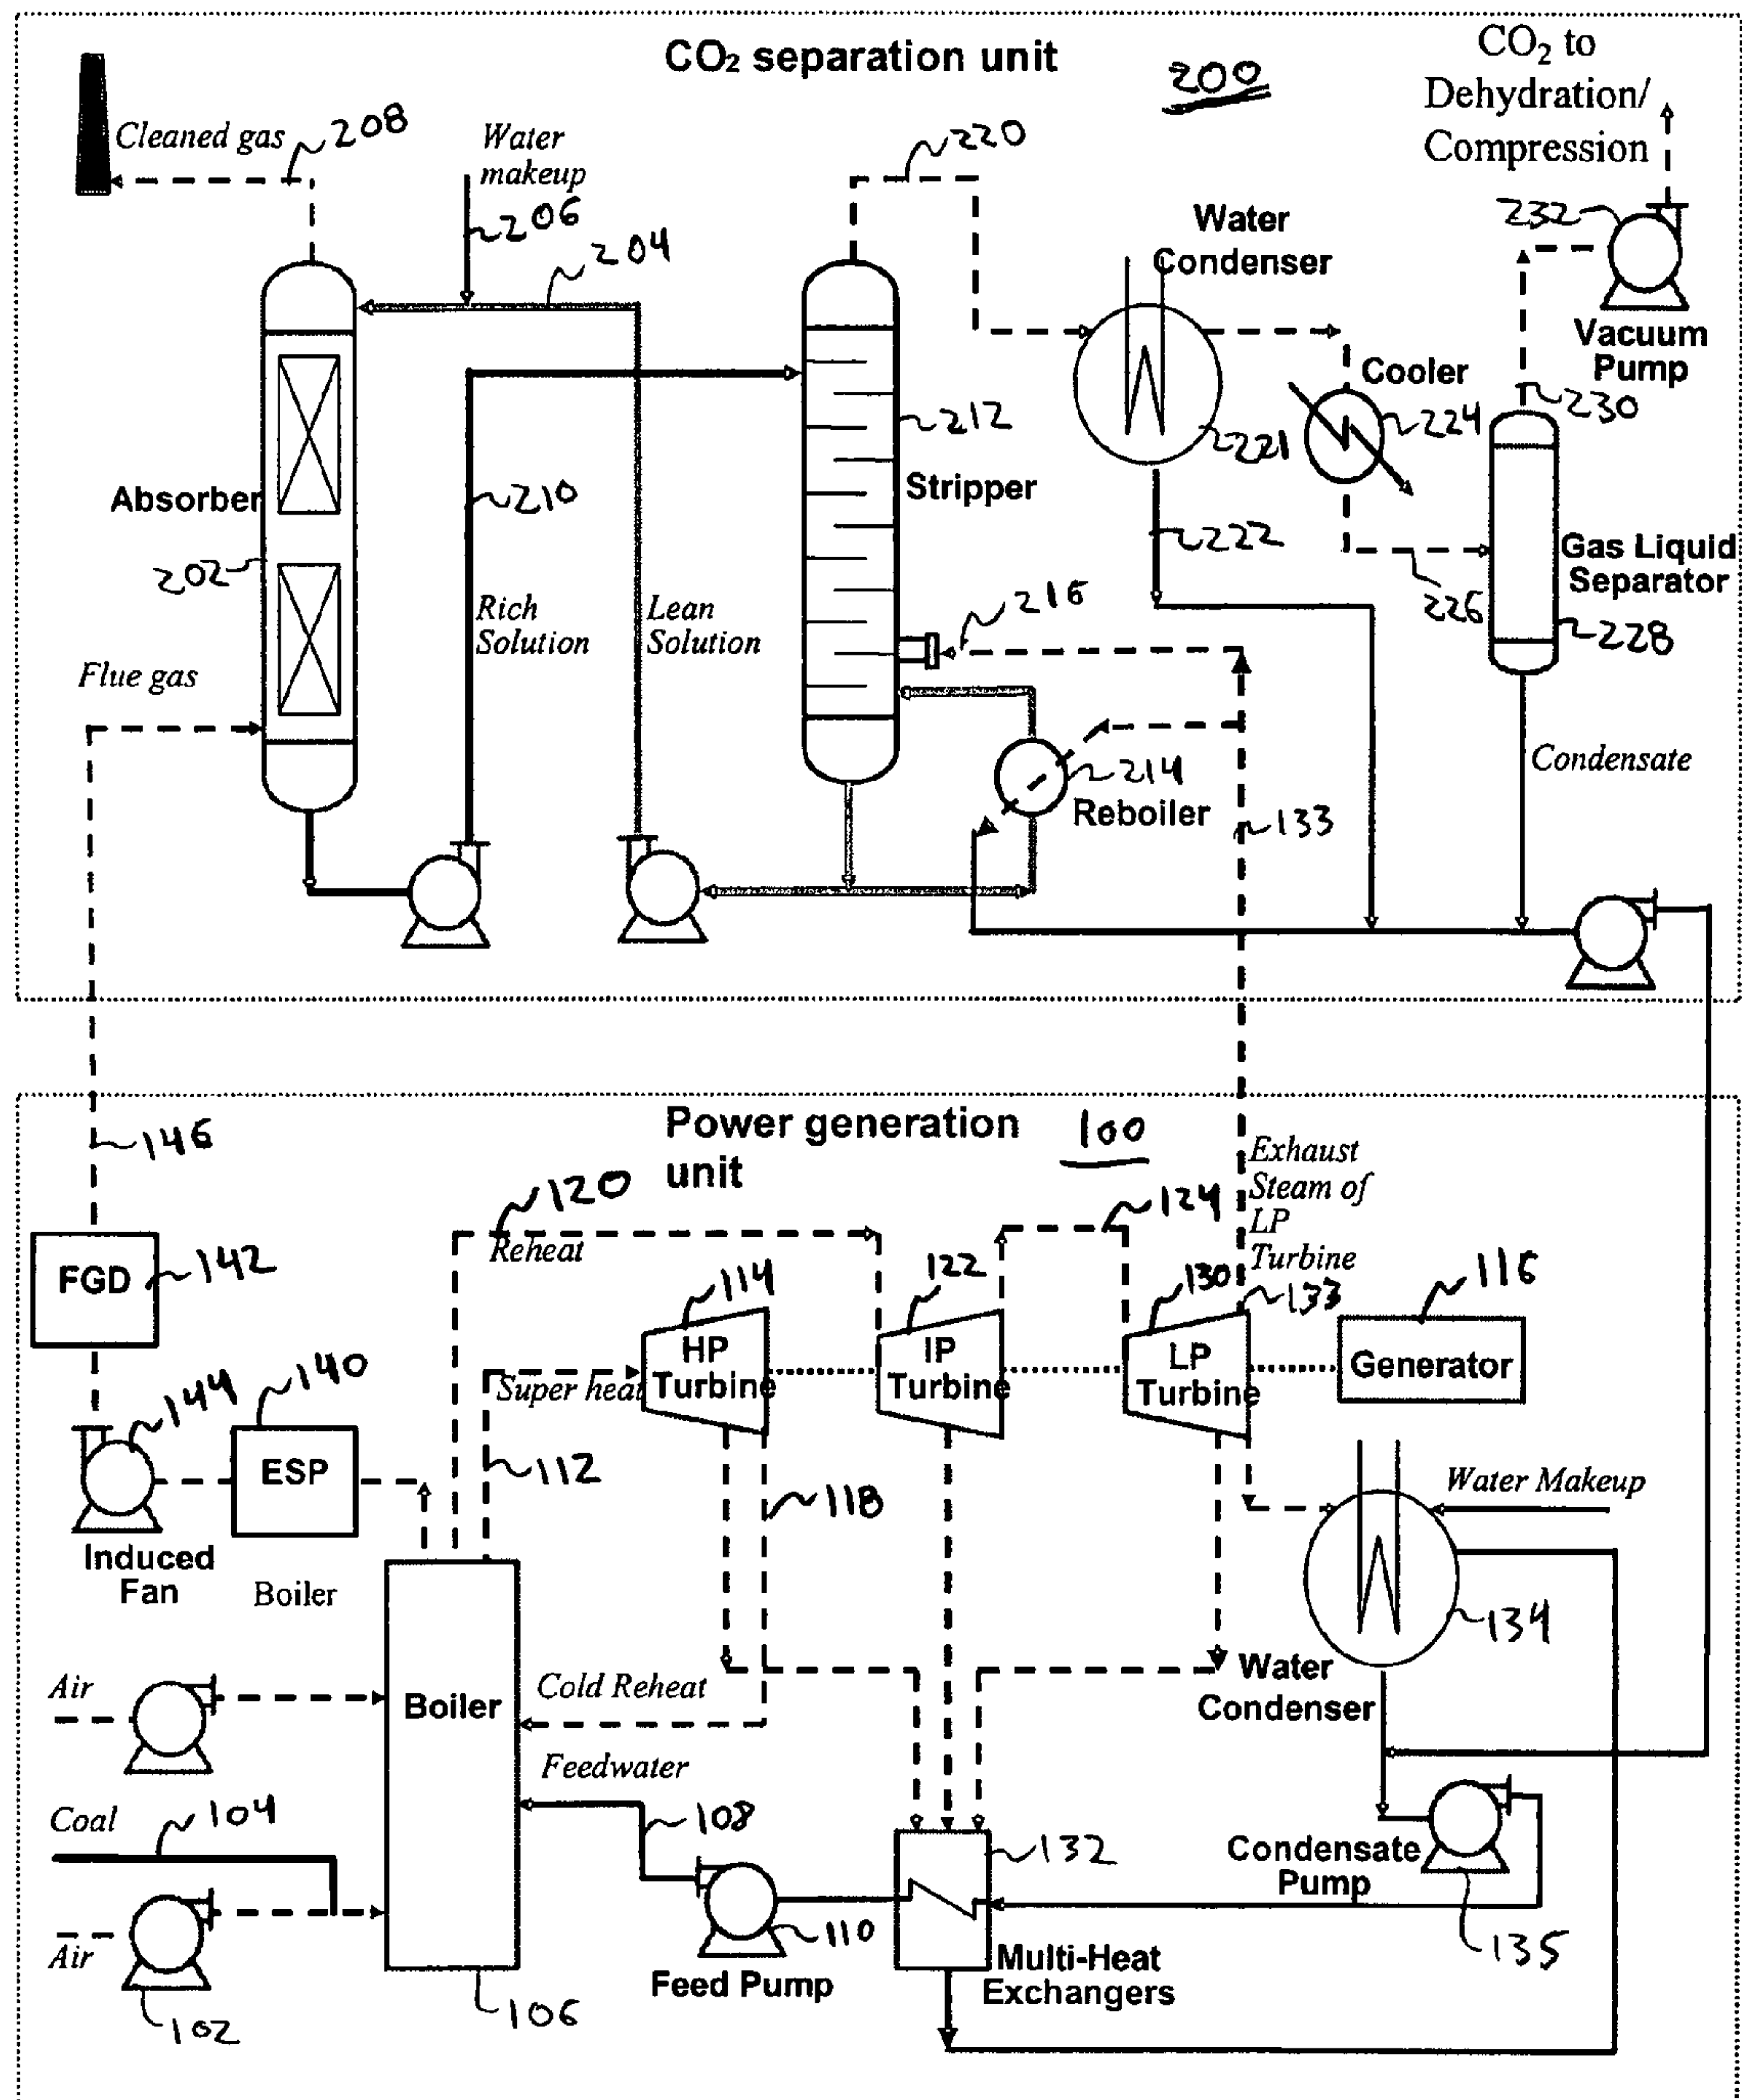 CO₂ separation unit
200
CO₂ to
Dehydration/
Compression
Cleaned gas
208
Water
makeup
206
204
220
Water
Condenser
232
Vacuum
Pump
Cooler
230
224
212
221
Absorber
210
Stripper
222
Gas Liquid
Separator
202
226
228
Rich
Solution
Lean
Solution
216
Flue gas
214
Reboiler
133
Condensate
Power generation
unit
100
146
120
Reheat
124
Exhaust
Steam of
LP
Turbine
FGD
142
114
122
130
133
116
HP
Turbine
IP
Turbine
LP
Turbine
Generator
Super heat
144
140
ESP
112
118
Water Makeup
Induced
Fan
Boiler
134
Air
Boiler
Cold Reheat
Water
Condenser
Feedwater
Coal
104
108
132
Condensate
Pump
Air
110
135
Feed Pump
Multi-Heat
Exchangers
102
106